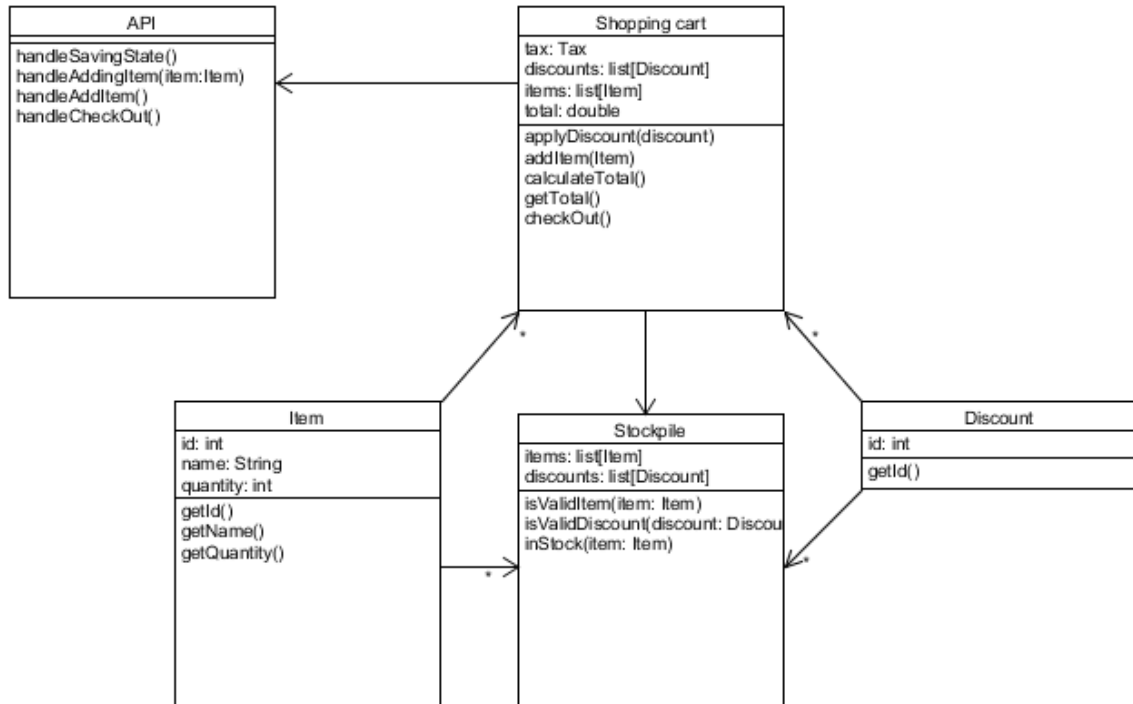 API
handleSavingState()
handleAddingItem(item:Item)
handleAddItem()
handleCheckOut()
Shopping cart
tax: Tax
discounts: list[Discount]
items: list[Item]
total: double
applyDiscount(discount)
addItem(Item)
calculateTotal()
getTotal()
checkOut()
*
*
Item
id: int
name: String
quantity: int
getId()
getName()
getQuantity()
*
Stockpile
items: list[Item]
discounts: list[Discount]
isValidItem(item: Item)
isValidDiscount(discount: Discou
inStock(item: Item)
*
Discount
id: int
getId()